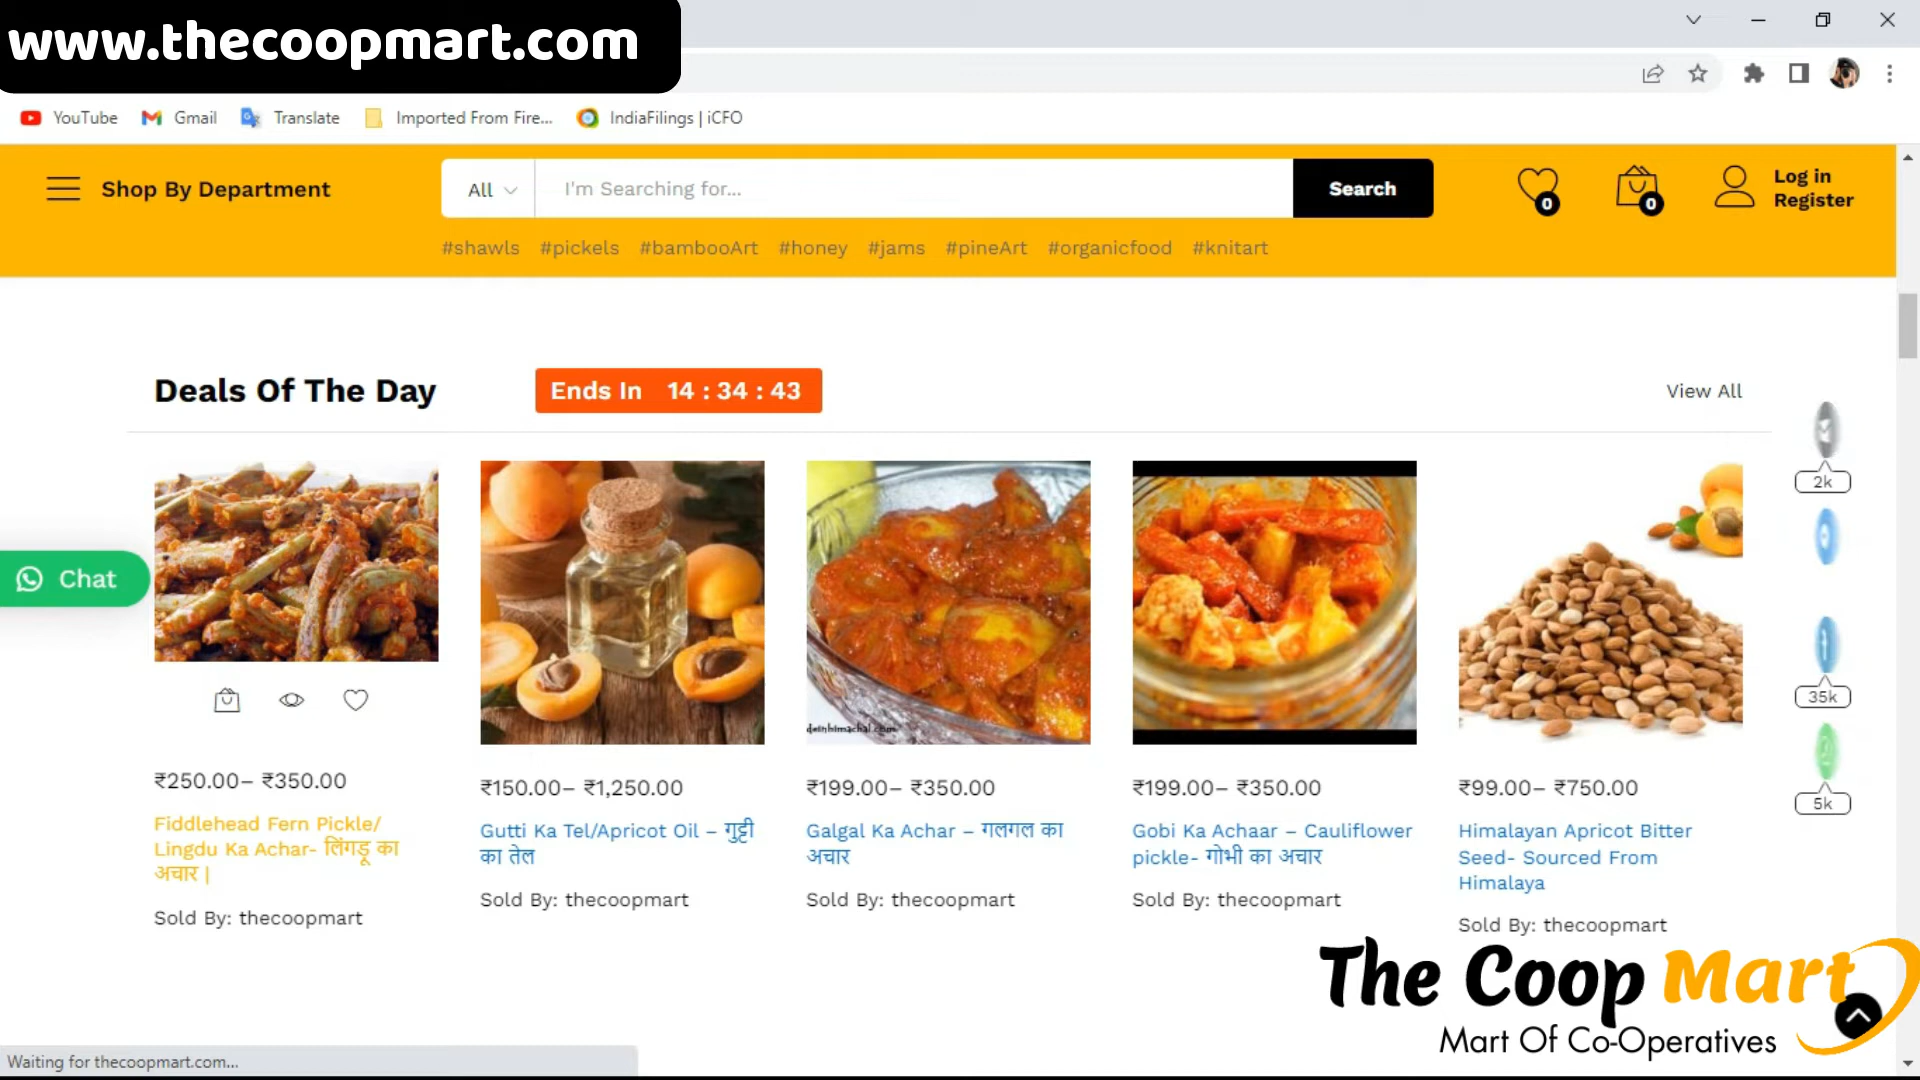 www.thecoopmart.com
YouTube Gmail Translate Imported From Fire... IndiaFilings | iCFO
Shop By Department All I'm Searching for... Search 0 0 Log in
Register
#shawls #pickels #bambooArt #honey #jams #pineArt #organicfood #knitart
Deals Of The Day Ends In 14 : 34 : 43 View All
2k
Chat
35k
5k
₹250.00– ₹350.00
Fiddlehead Fern Pickle/
Lingdu Ka Achar- लिंगड़ू का
अचार |
Sold By: thecoopmart
₹150.00– ₹1,250.00
Gutti Ka Tel/Apricot Oil – गुट्टी
का तेल
Sold By: thecoopmart
deinhimachal.com
₹199.00– ₹350.00
Galgal Ka Achar – गलगल का
अचार
Sold By: thecoopmart
₹199.00– ₹350.00
Gobi Ka Achaar – Cauliflower
pickle- गोभी का अचार
Sold By: thecoopmart
₹99.00– ₹750.00
Himalayan Apricot Bitter
Seed- Sourced From
Himalaya
Sold By: thecoopmart
The Coop Mart
Mart Of Co-Operatives
Waiting for thecoopmart.com...